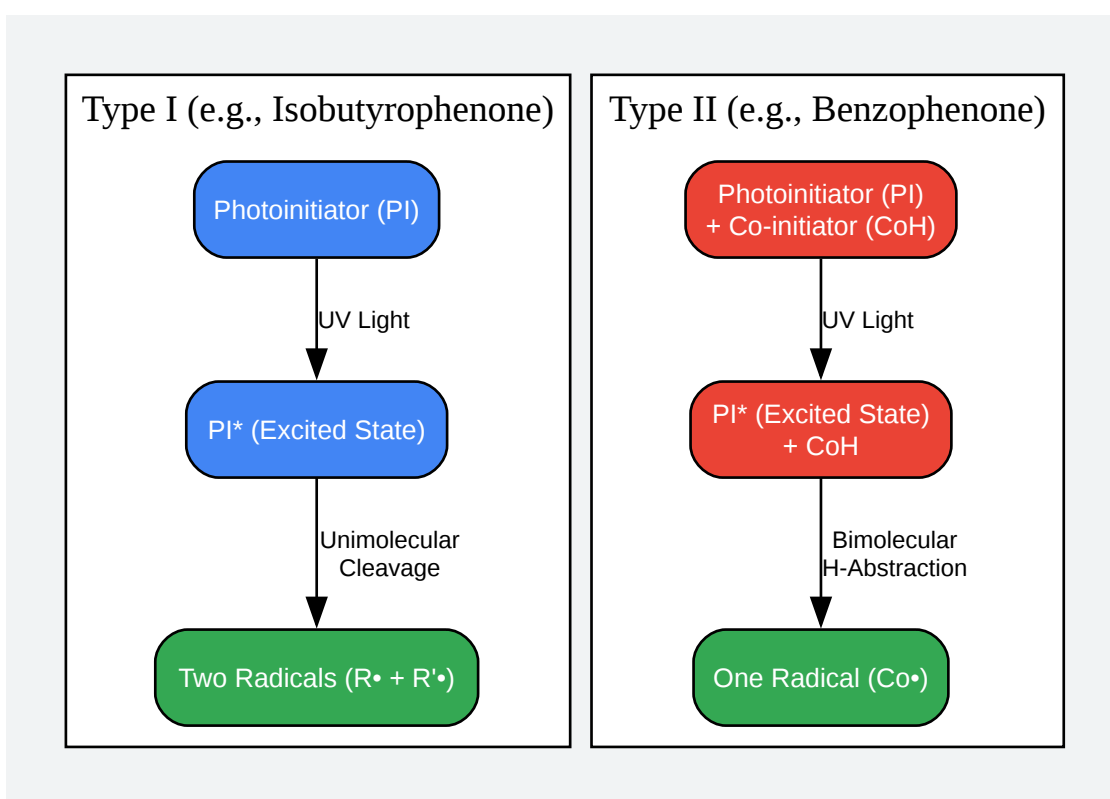 Type I (e.g., Isobutyrophenone)
Photoinitiator (PI)
UV Light
PI* (Excited State)
Unimolecular
Cleavage
Two Radicals (R• + R'•)
Type II (e.g., Benzophenone)
Photoinitiator (PI)
+ Co-initiator (CoH)
UV Light
PI* (Excited State)
+ CoH
Bimolecular
H-Abstraction
One Radical (Co•)